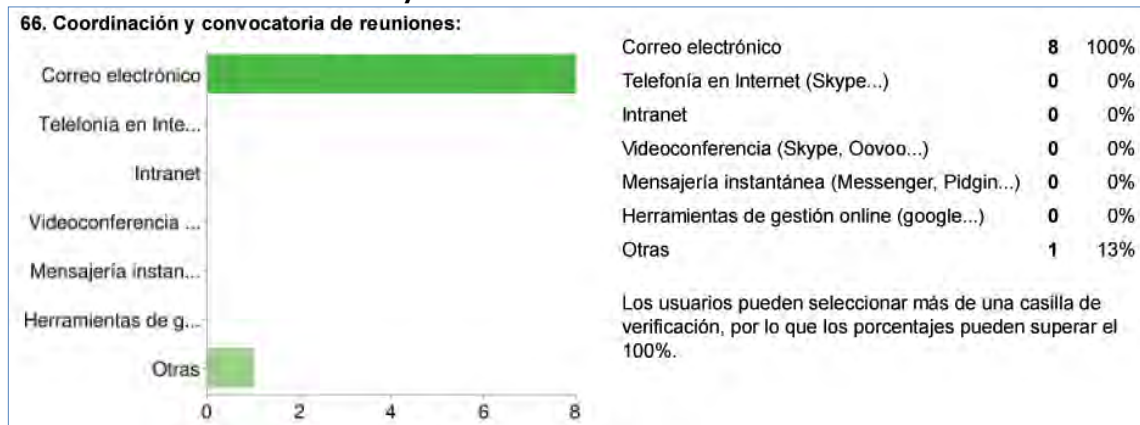 66. Coordinación y convocatoria de reuniones:
Correo electrónico
Telefonía en Inte...
Intranet
Videoconferencia ...
Mensajería instan...
Herramientas de g...
Otras
0 2 4 6 8
Correo electrónico 8 100%
Telefonía en Internet (Skype...) 0 0%
Intranet 0 0%
Videoconferencia (Skype, Oovoo...) 0 0%
Mensajería instantánea (Messenger, Pidgin...) 0 0%
Herramientas de gestión online (google...) 0 0%
Otras 1 13%
Los usuarios pueden seleccionar más de una casilla de
verificación, por lo que los porcentajes pueden superar el
100%.